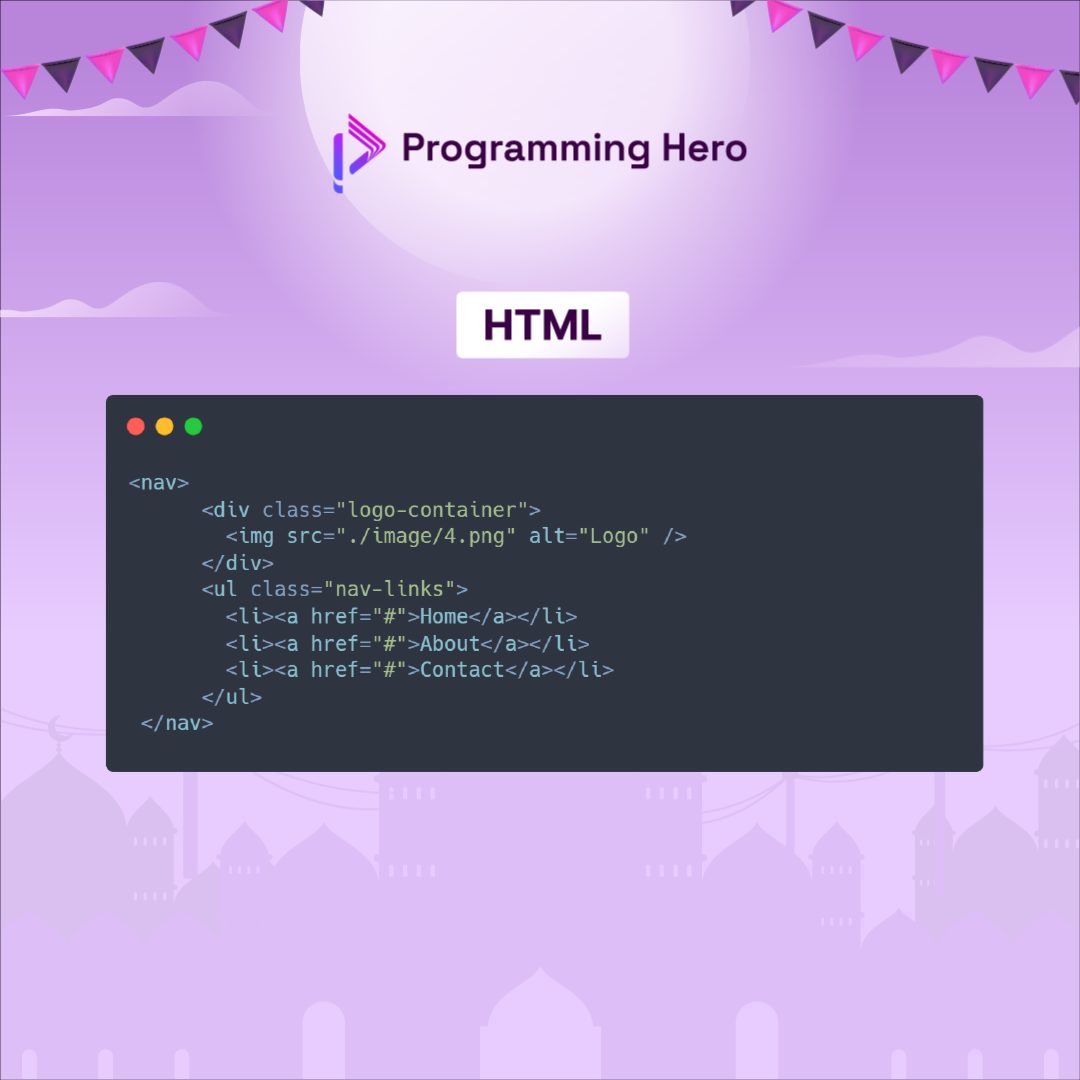 Programming Hero
HTML
<nav>
      <div class="logo-container">
        <img src="./image/4.png" alt="Logo" />
      </div>
      <ul class="nav-links">
        <li><a href="#">Home</a></li>
        <li><a href="#">About</a></li>
        <li><a href="#">Contact</a></li>
      </ul>
 </nav>